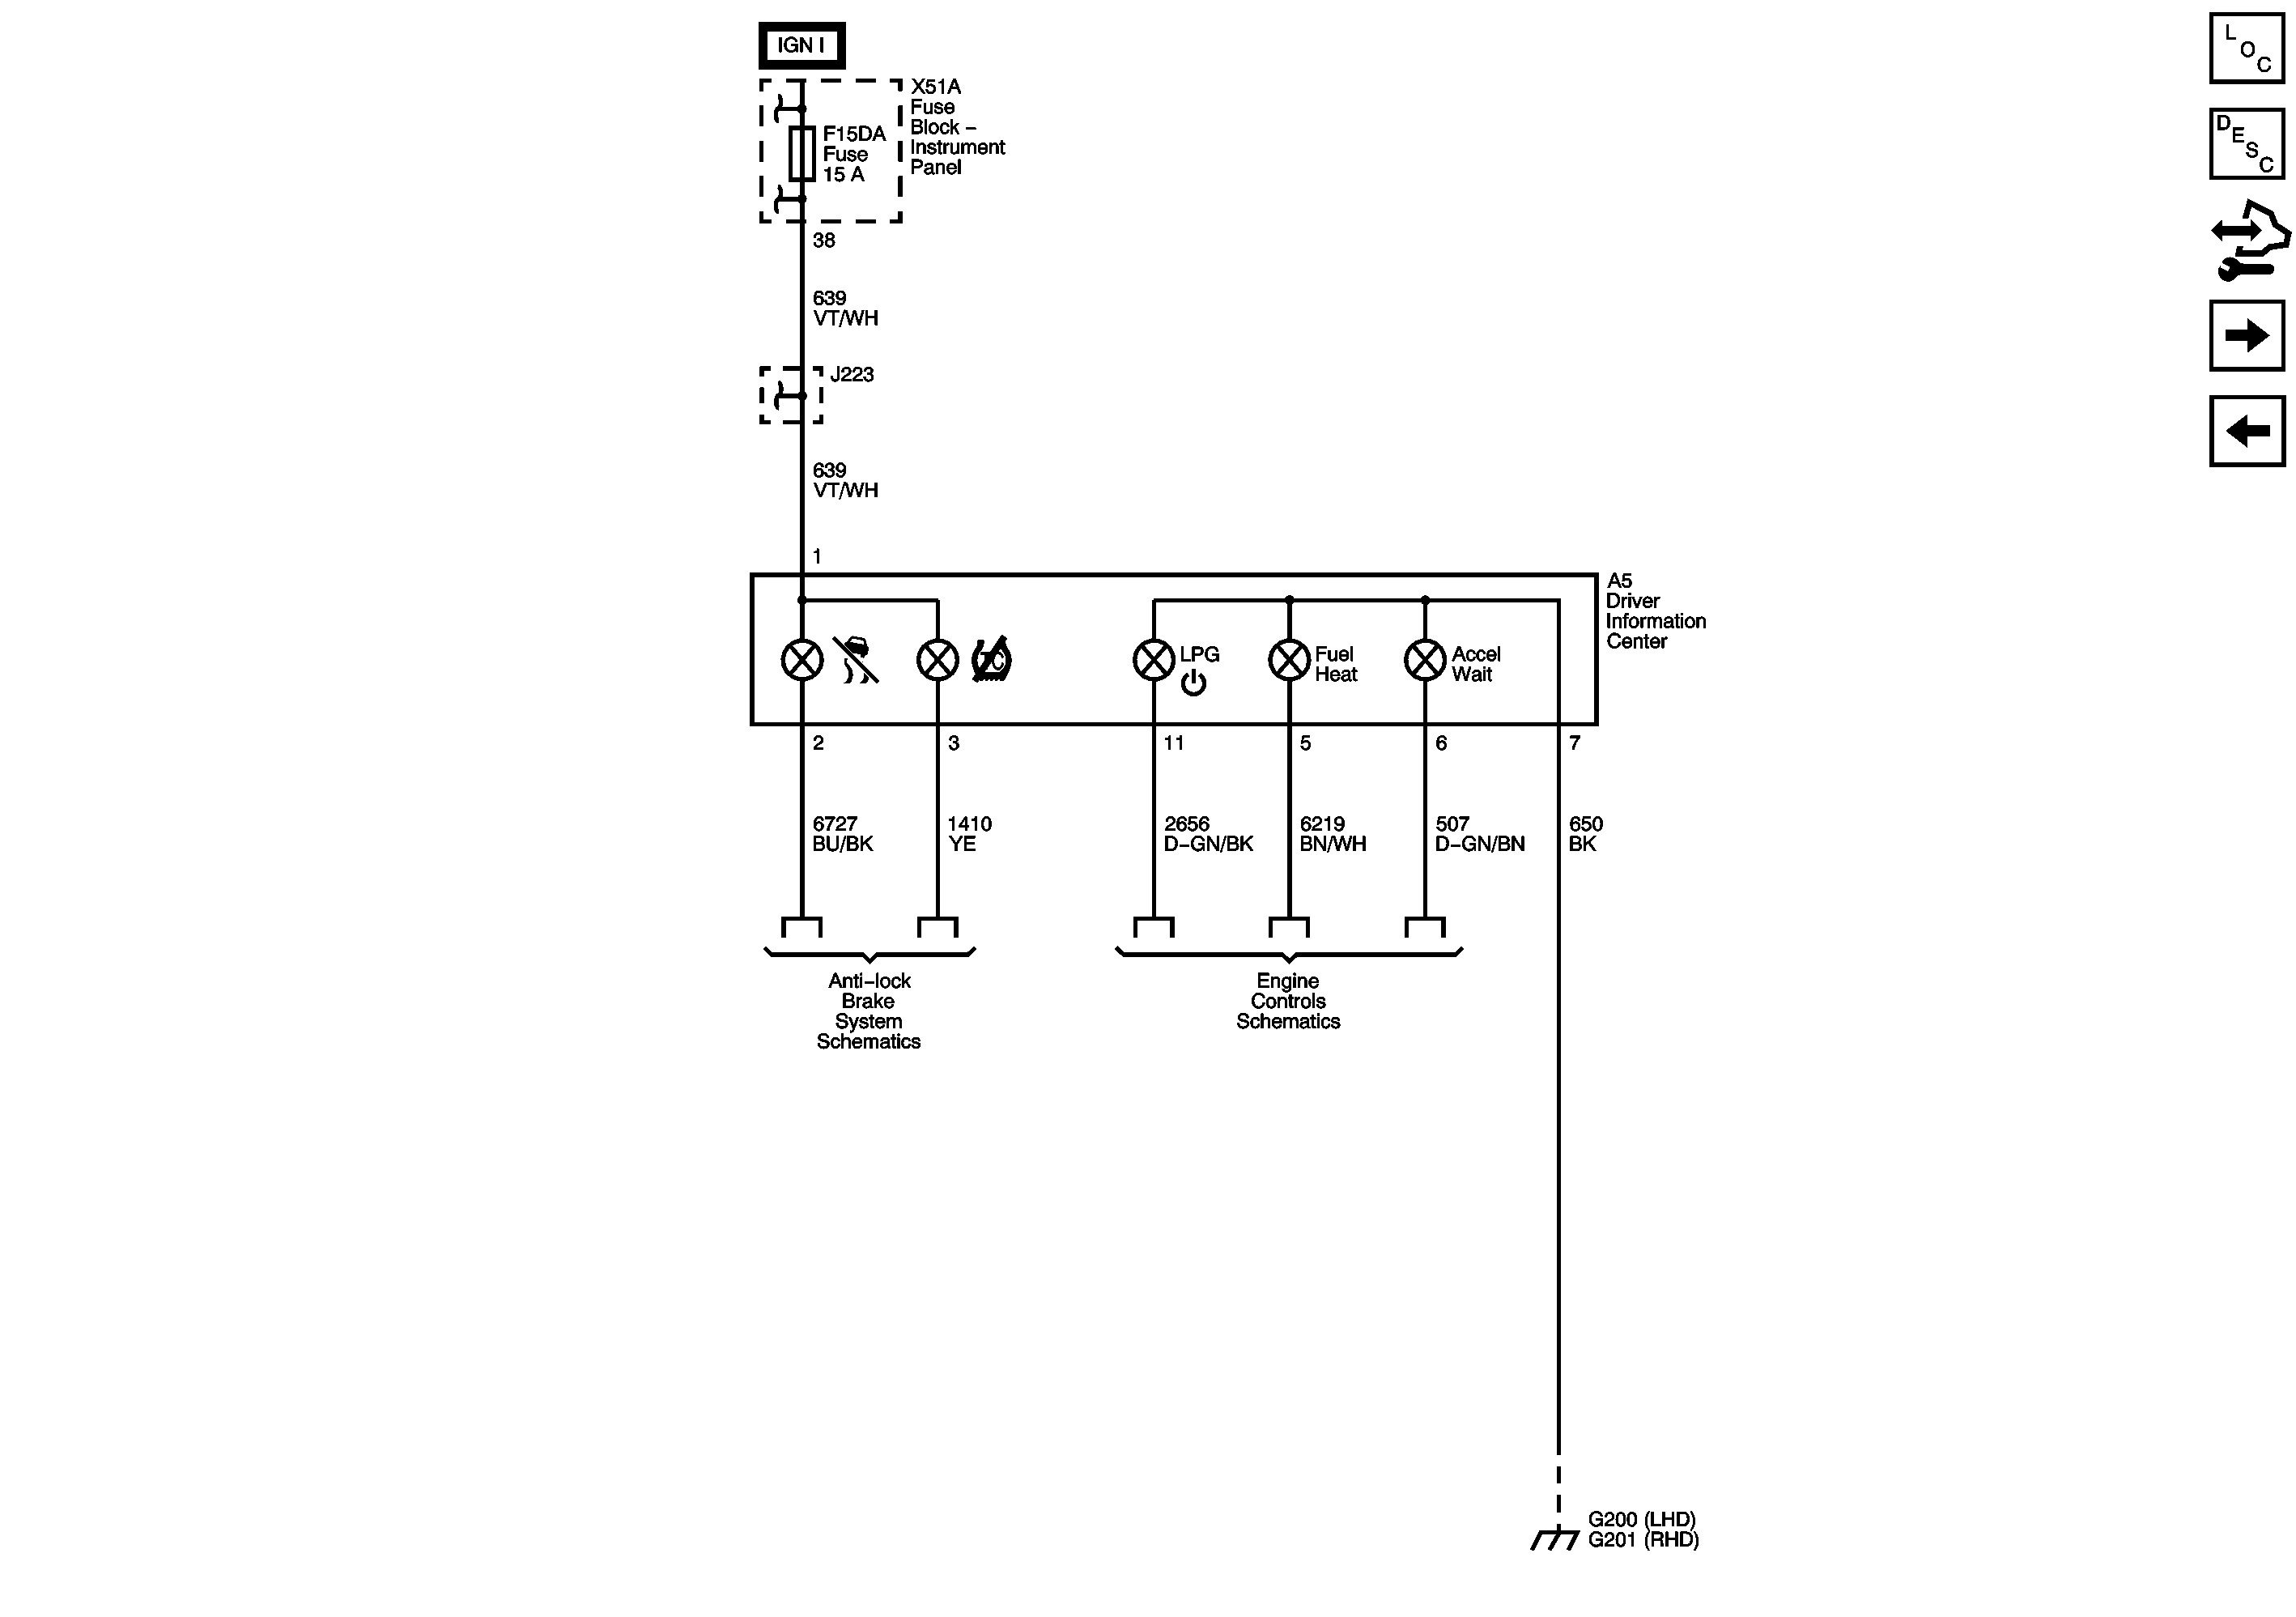 IGN I
X51A
Fuse
Block –
Instrument
Panel
F15DA
Fuse
15 A
38
639
VT/WH
J223
639
VT/WH
1
A5
Driver
Information
Center
TC
LPG
Fuel
Heat
Accel
Wait
2
3
11
5
6
7
6727
BU/BK
1410
YE
2656
D–GN/BK
6219
BN/WH
507
D–GN/BN
650
BK
Anti–lock
Brake
System
Schematics
Engine
Controls
Schematics
G200 (LHD)
G201 (RHD)
LOC
DESC